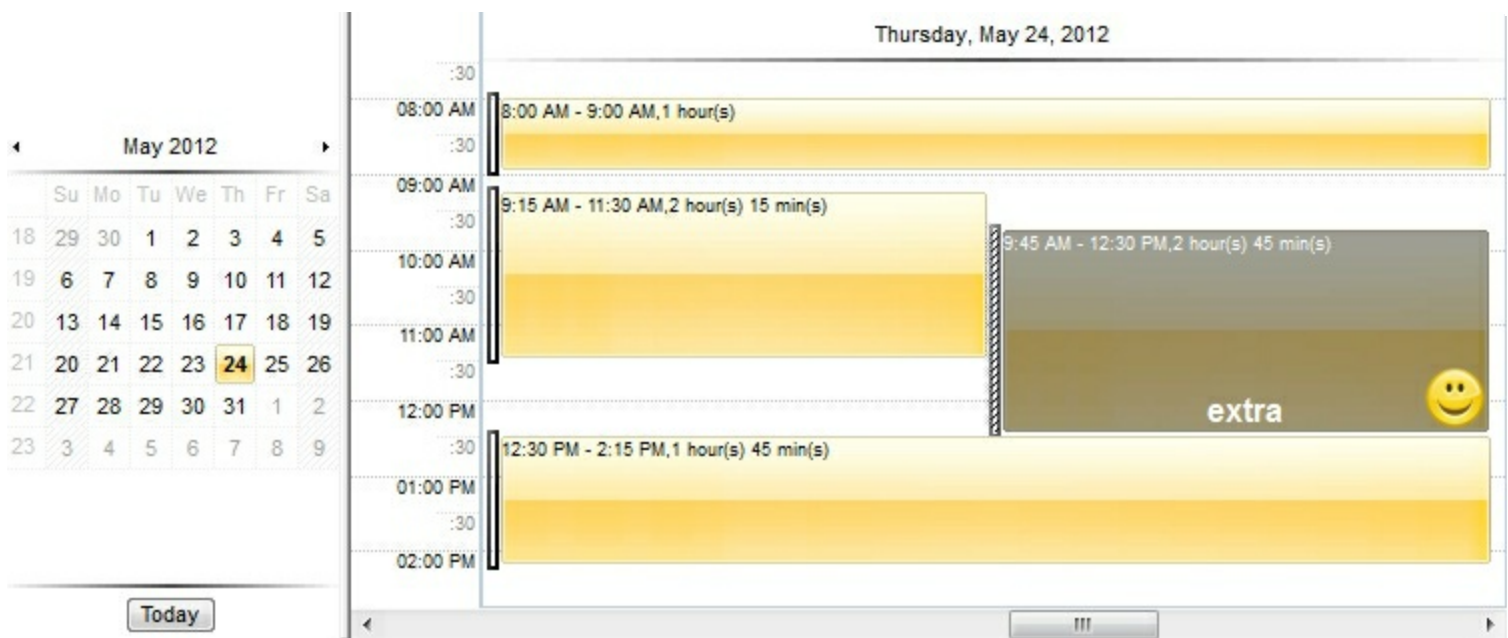 May 2012
Su Mo Tu We Th Fr Sa
18 29 30 1 2 3 4 5
19 6 7 8 9 10 11 12
20 13 14 15 16 17 18 19
21 20 21 22 23 24 25 26
22 27 28 29 30 31 1 2
23 3 4 5 6 7 8 9
Today
Thursday, May 24, 2012
:30
08:00 AM
:30
09:00 AM
:30
10:00 AM
:30
11:00 AM
:30
12:00 PM
:30
01:00 PM
:30
02:00 PM
8:00 AM - 9:00 AM,1 hour(s)
9:15 AM - 11:30 AM,2 hour(s) 15 min(s)
9:45 AM - 12:30 PM,2 hour(s) 45 min(s)
extra
12:30 PM - 2:15 PM,1 hour(s) 45 min(s)